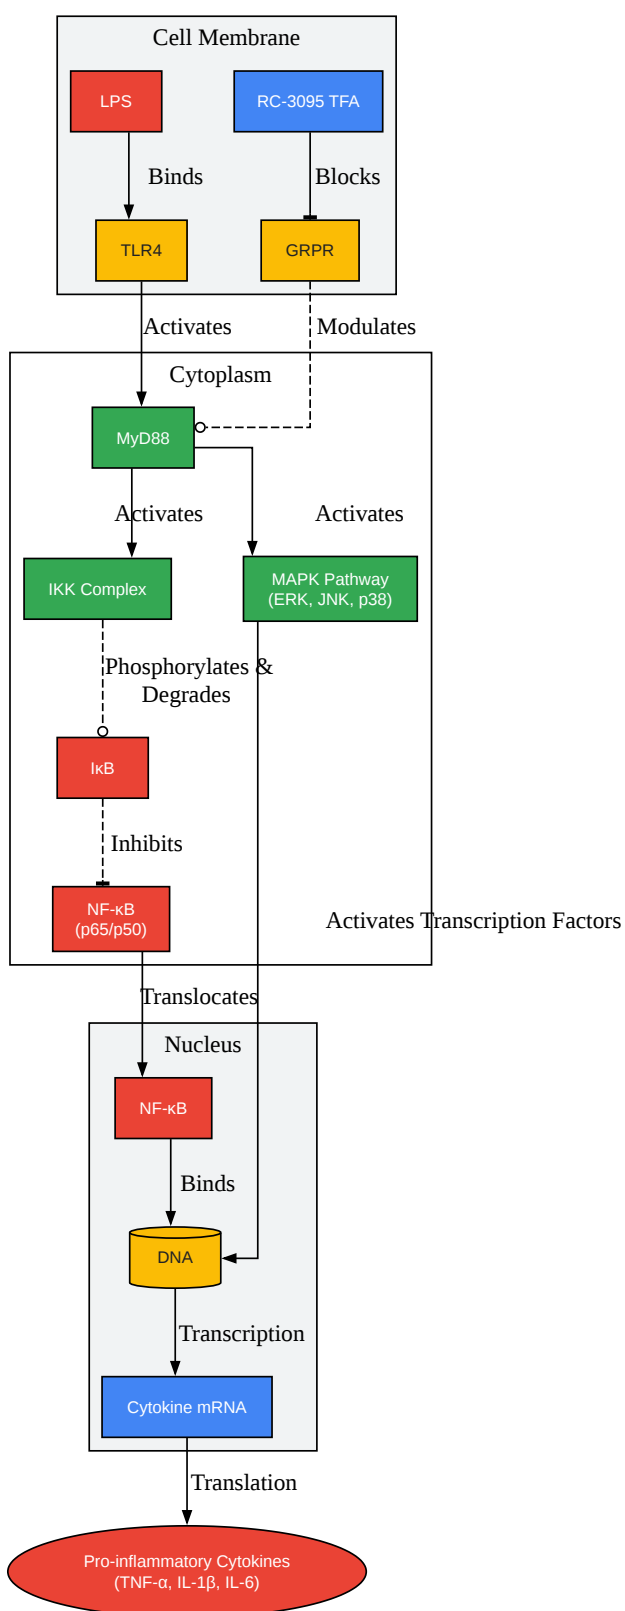 Cell Membrane
LPS
RC-3095 TFA
Binds
Blocks
TLR4
GRPR
Activates
Modulates
Cytoplasm
MyD88
Activates
Activates
IKK Complex
MAPK Pathway
(ERK, JNK, p38)
Phosphorylates &
Degrades
IκB
Inhibits
NF-κB
(p65/p50)
Activates Transcription Factors
Translocates
Nucleus
NF-κB
Binds
DNA
Transcription
Cytokine mRNA
Translation
Pro-inflammatory Cytokines
(TNF-α, IL-1β, IL-6)